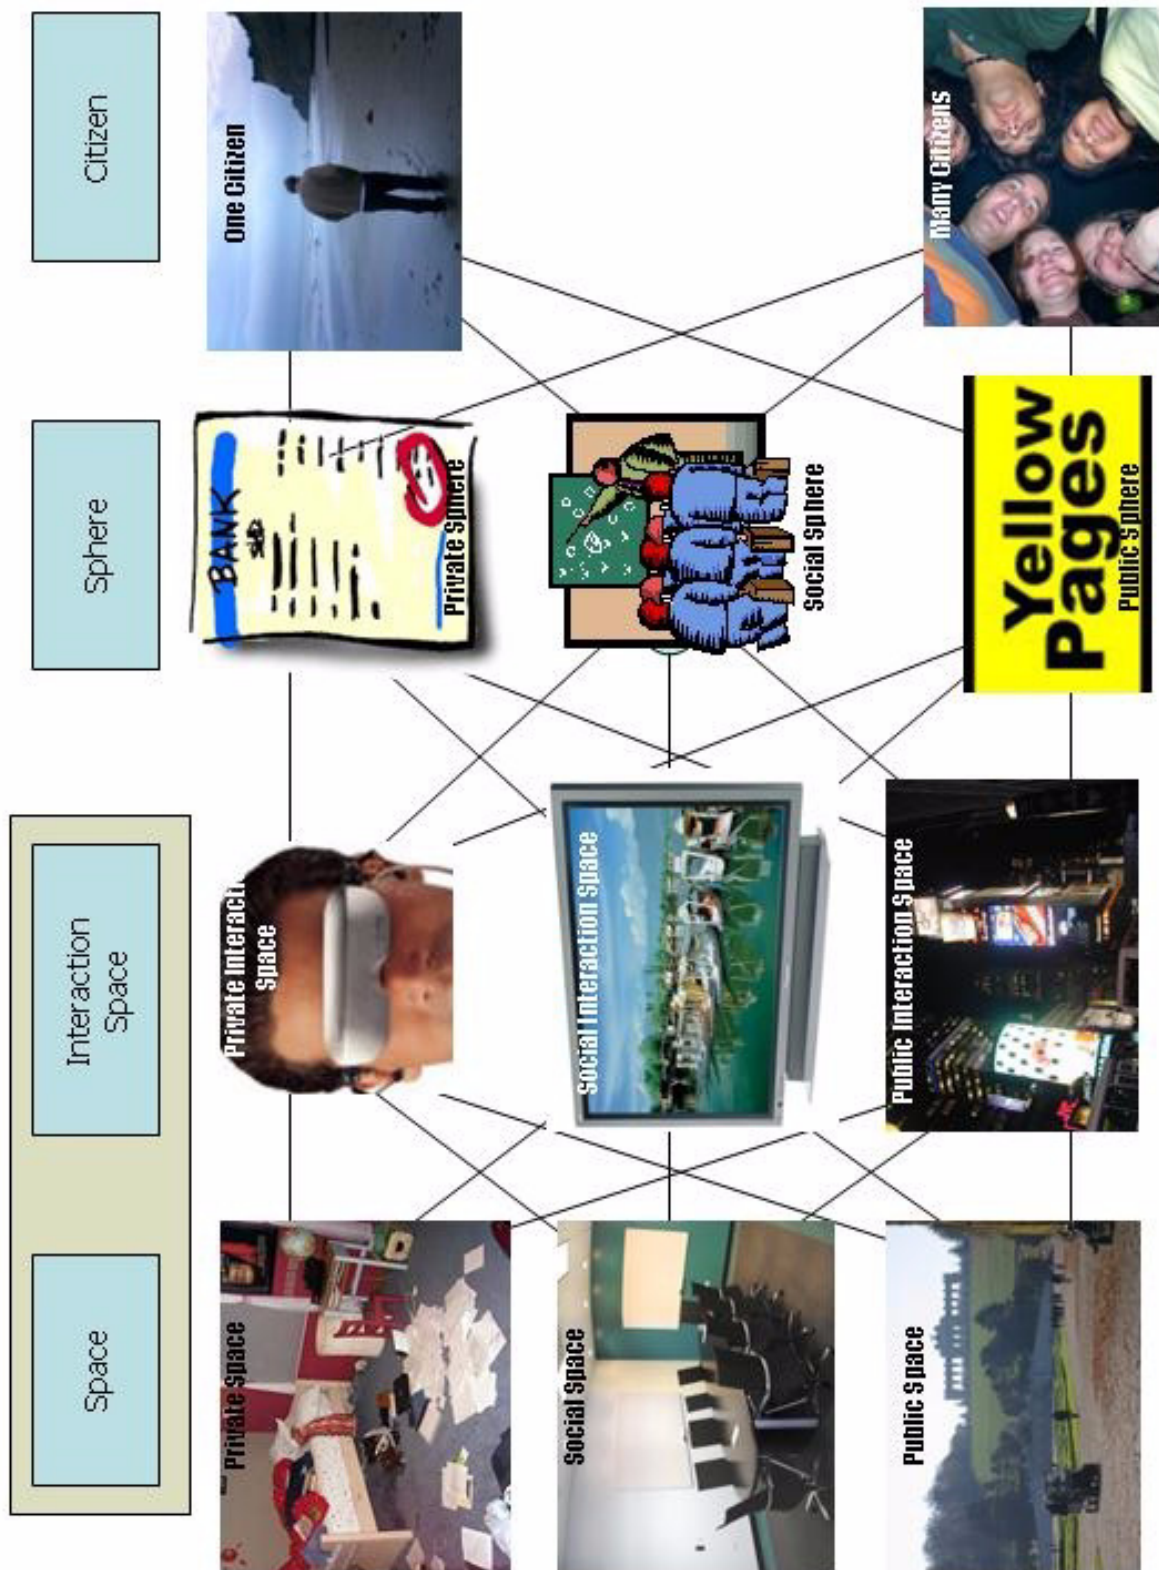 Space
Interaction
Space
Sphere
Citizen
Private Space
Private Interacti
Space
BANK
Private Sphere
One Citizen
Social Space
Social Interaction Space
Social Sphere
Public Space
Public Interaction Space
Yellow
Pages
Public Sphere
Many Citizens